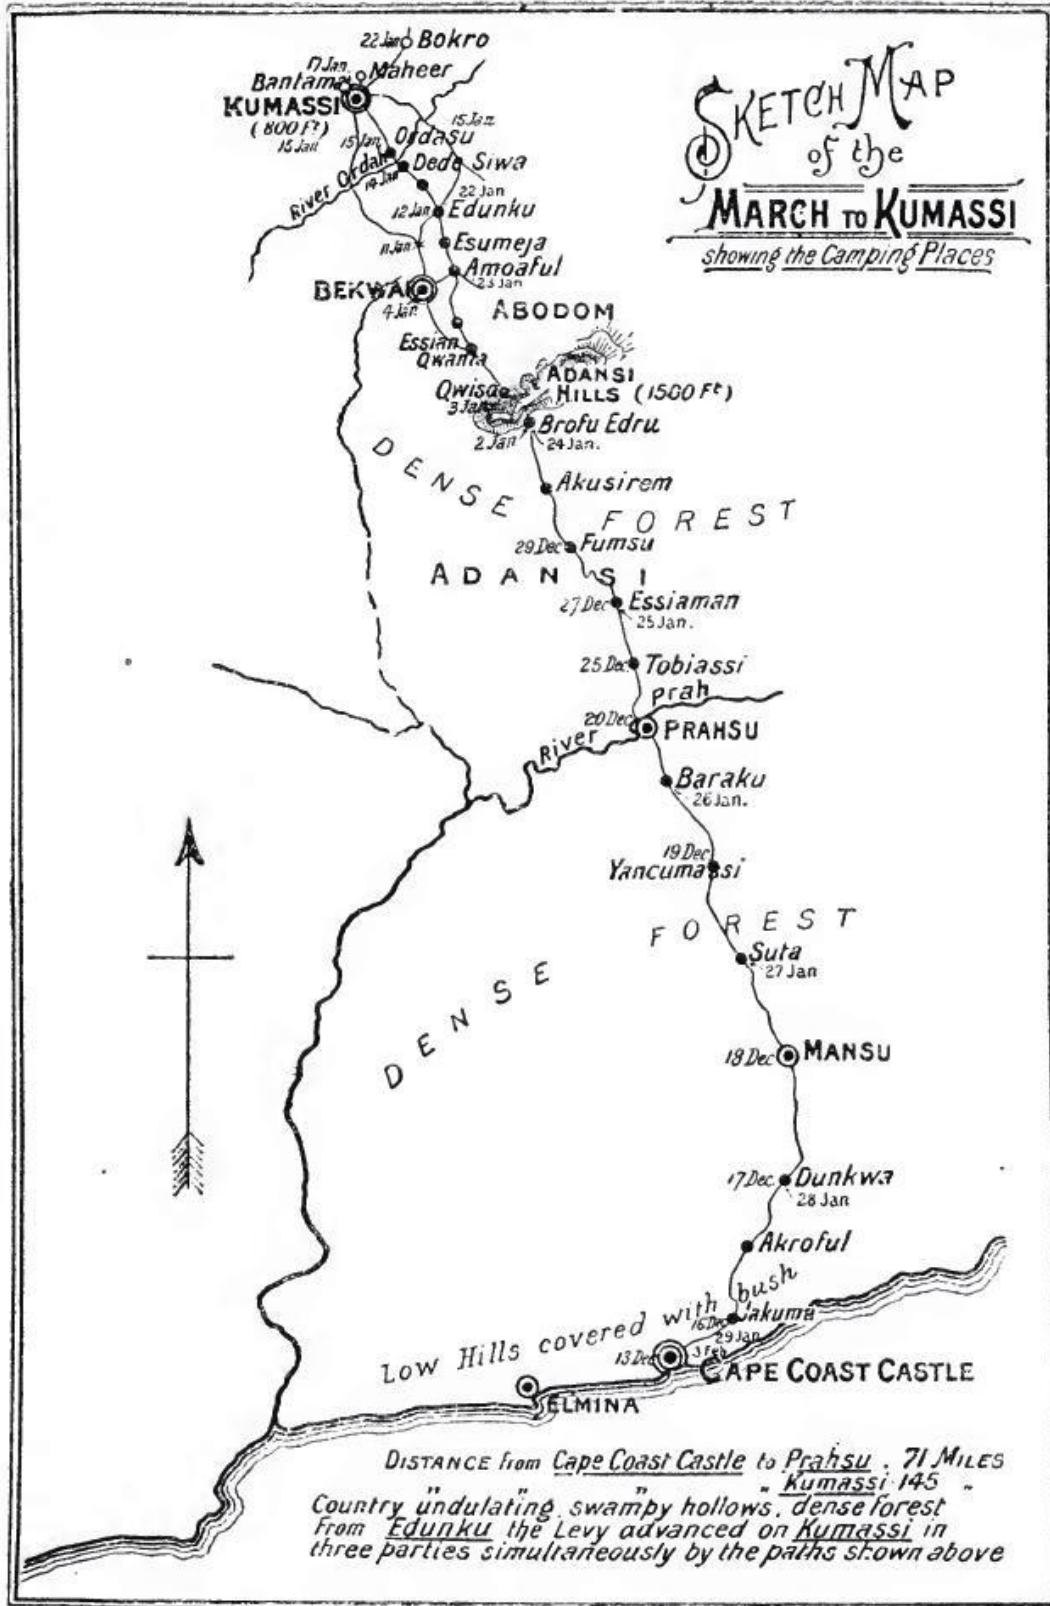 SKETCH MAP
of the
MARCH TO KUMASSI
showing the Camping Places
22 Jan Bokro
17 Jan. Maheer
Bantama
KUMASSI
(800 Ft)
15 Jan
15 Jan
15 Jan Ordasu
River Ordah
14 Jan Dede
Siwa
22 Jan
12 Jan Edunku
11 Jan. Esumeja
Amoaful
23 Jan
BEKWAI
4 Jan.
ABODOM
Essian
Qwanta
ADANSI
HILLS (1500 Ft)
Qwisa
3 Jan.
Brofu Edru
2 Jan 24 Jan.
DENSE FOREST
Akusirem
29 Dec Fumsu
ADANSI
27 Dec Essiaman
25 Jan.
25 Dec. Tobiassi
River Prah
20 Dec PRAHSU
Baraku
26 Jan.
19 Dec
Yancumassi
DENSE FOREST
Suta
27 Jan
18 Dec MANSU
17 Dec. Dunkwa
28 Jan
Akroful
Low Hills covered with bush
16 Dec Jakuma
29 Jan.
13 Dec 3 Feb
CAPE COAST CASTLE
ELMINA
DISTANCE from Cape Coast Castle to Prahsu . 71 MILES
" " " Kumassi 145 "
Country undulating, swampy hollows, dense forest
From Edunku the Levy advanced on Kumassi in
three parties simultaneously by the paths shown above